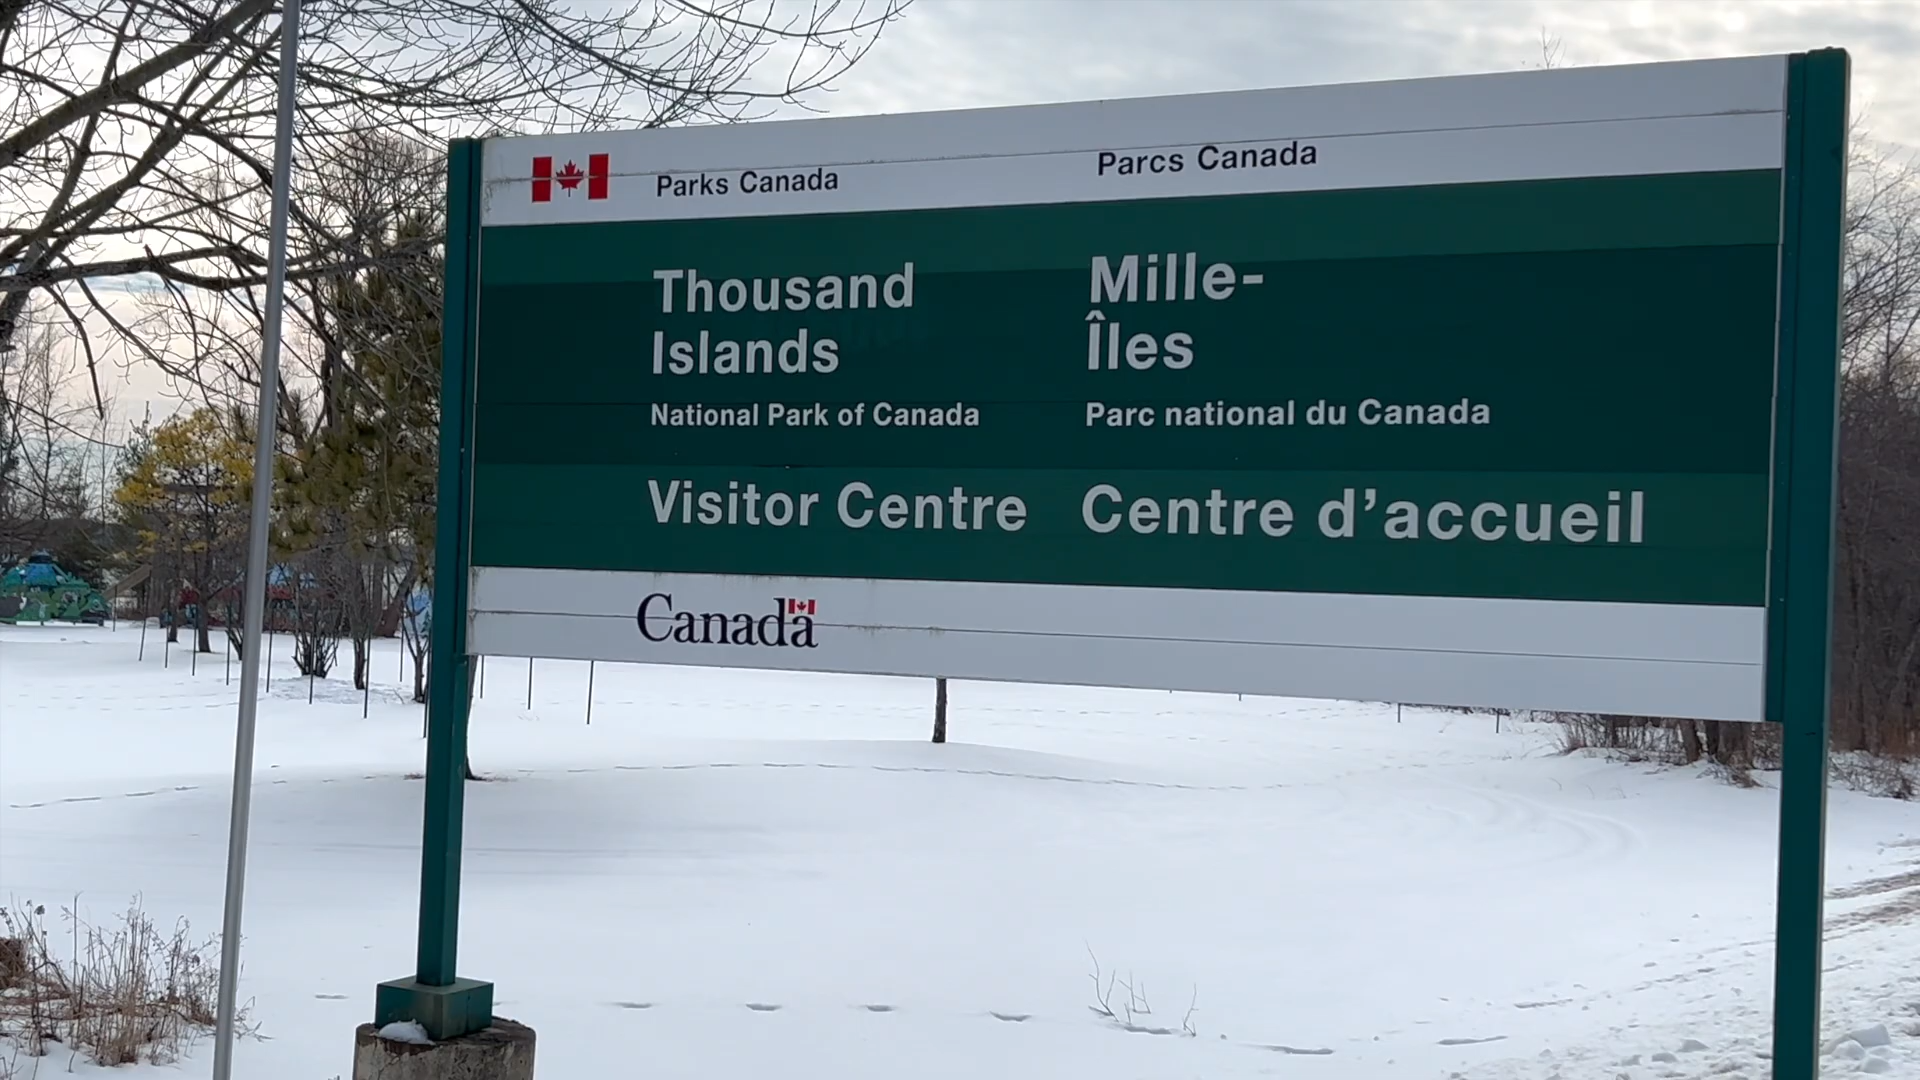 Parks Canada
Parcs Canada
Thousand
Islands
National Park of Canada
Visitor Centre
Mille-
Îles
Parc national du Canada
Centre d'accueil
Canada